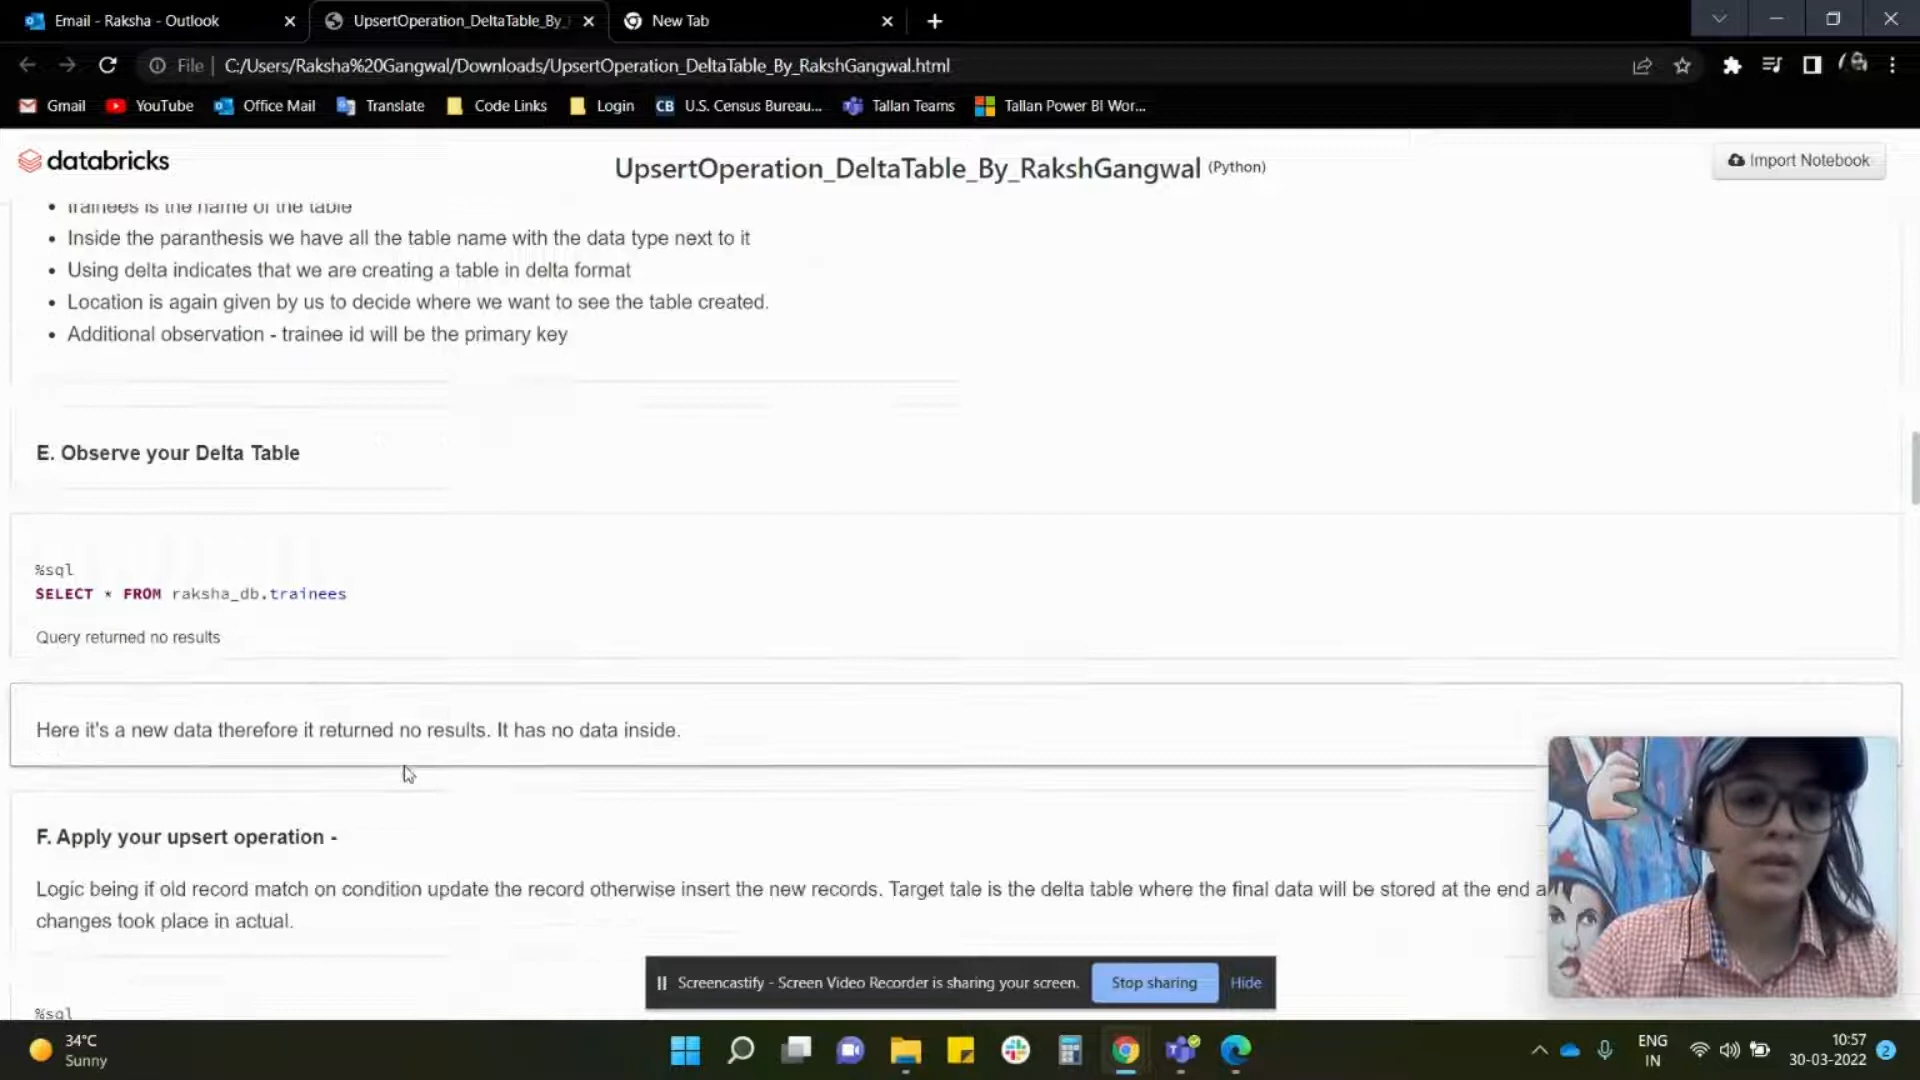 Email - Raksha - Outlook
UpsertOperation_DeltaTable_By_
New Tab
File
C:/Users/Raksha%20Gangwal/Downloads/UpsertOperation_DeltaTable_By_RakshGangwal.html
Gmail
YouTube
Office Mail
Translate
Code Links
Login
CB
U.S. Census Bureau...
Tallan Teams
Tallan Power BI Wor...
databricks
UpsertOperation_DeltaTable_By_RakshGangwal (Python)
Import Notebook
• Trainees is the name of the table
• Inside the paranthesis we have all the table name with the data type next to it
• Using delta indicates that we are creating a table in delta format
• Location is again given by us to decide where we want to see the table created.
• Additional observation - trainee id will be the primary key
E. Observe your Delta Table
%sql
SELECT * FROM raksha_db.trainees
Query returned no results
Here it's a new data therefore it returned no results. It has no data inside.
F. Apply your upsert operation -
Logic being if old record match on condition update the record otherwise insert the new records. Target tale is the delta table where the final data will be stored at the end a
changes took place in actual.
Screencastify - Screen Video Recorder is sharing your screen.
Stop sharing
Hide
%sql
34°C
Sunny
ENG
IN
10:57
30-03-2022
2